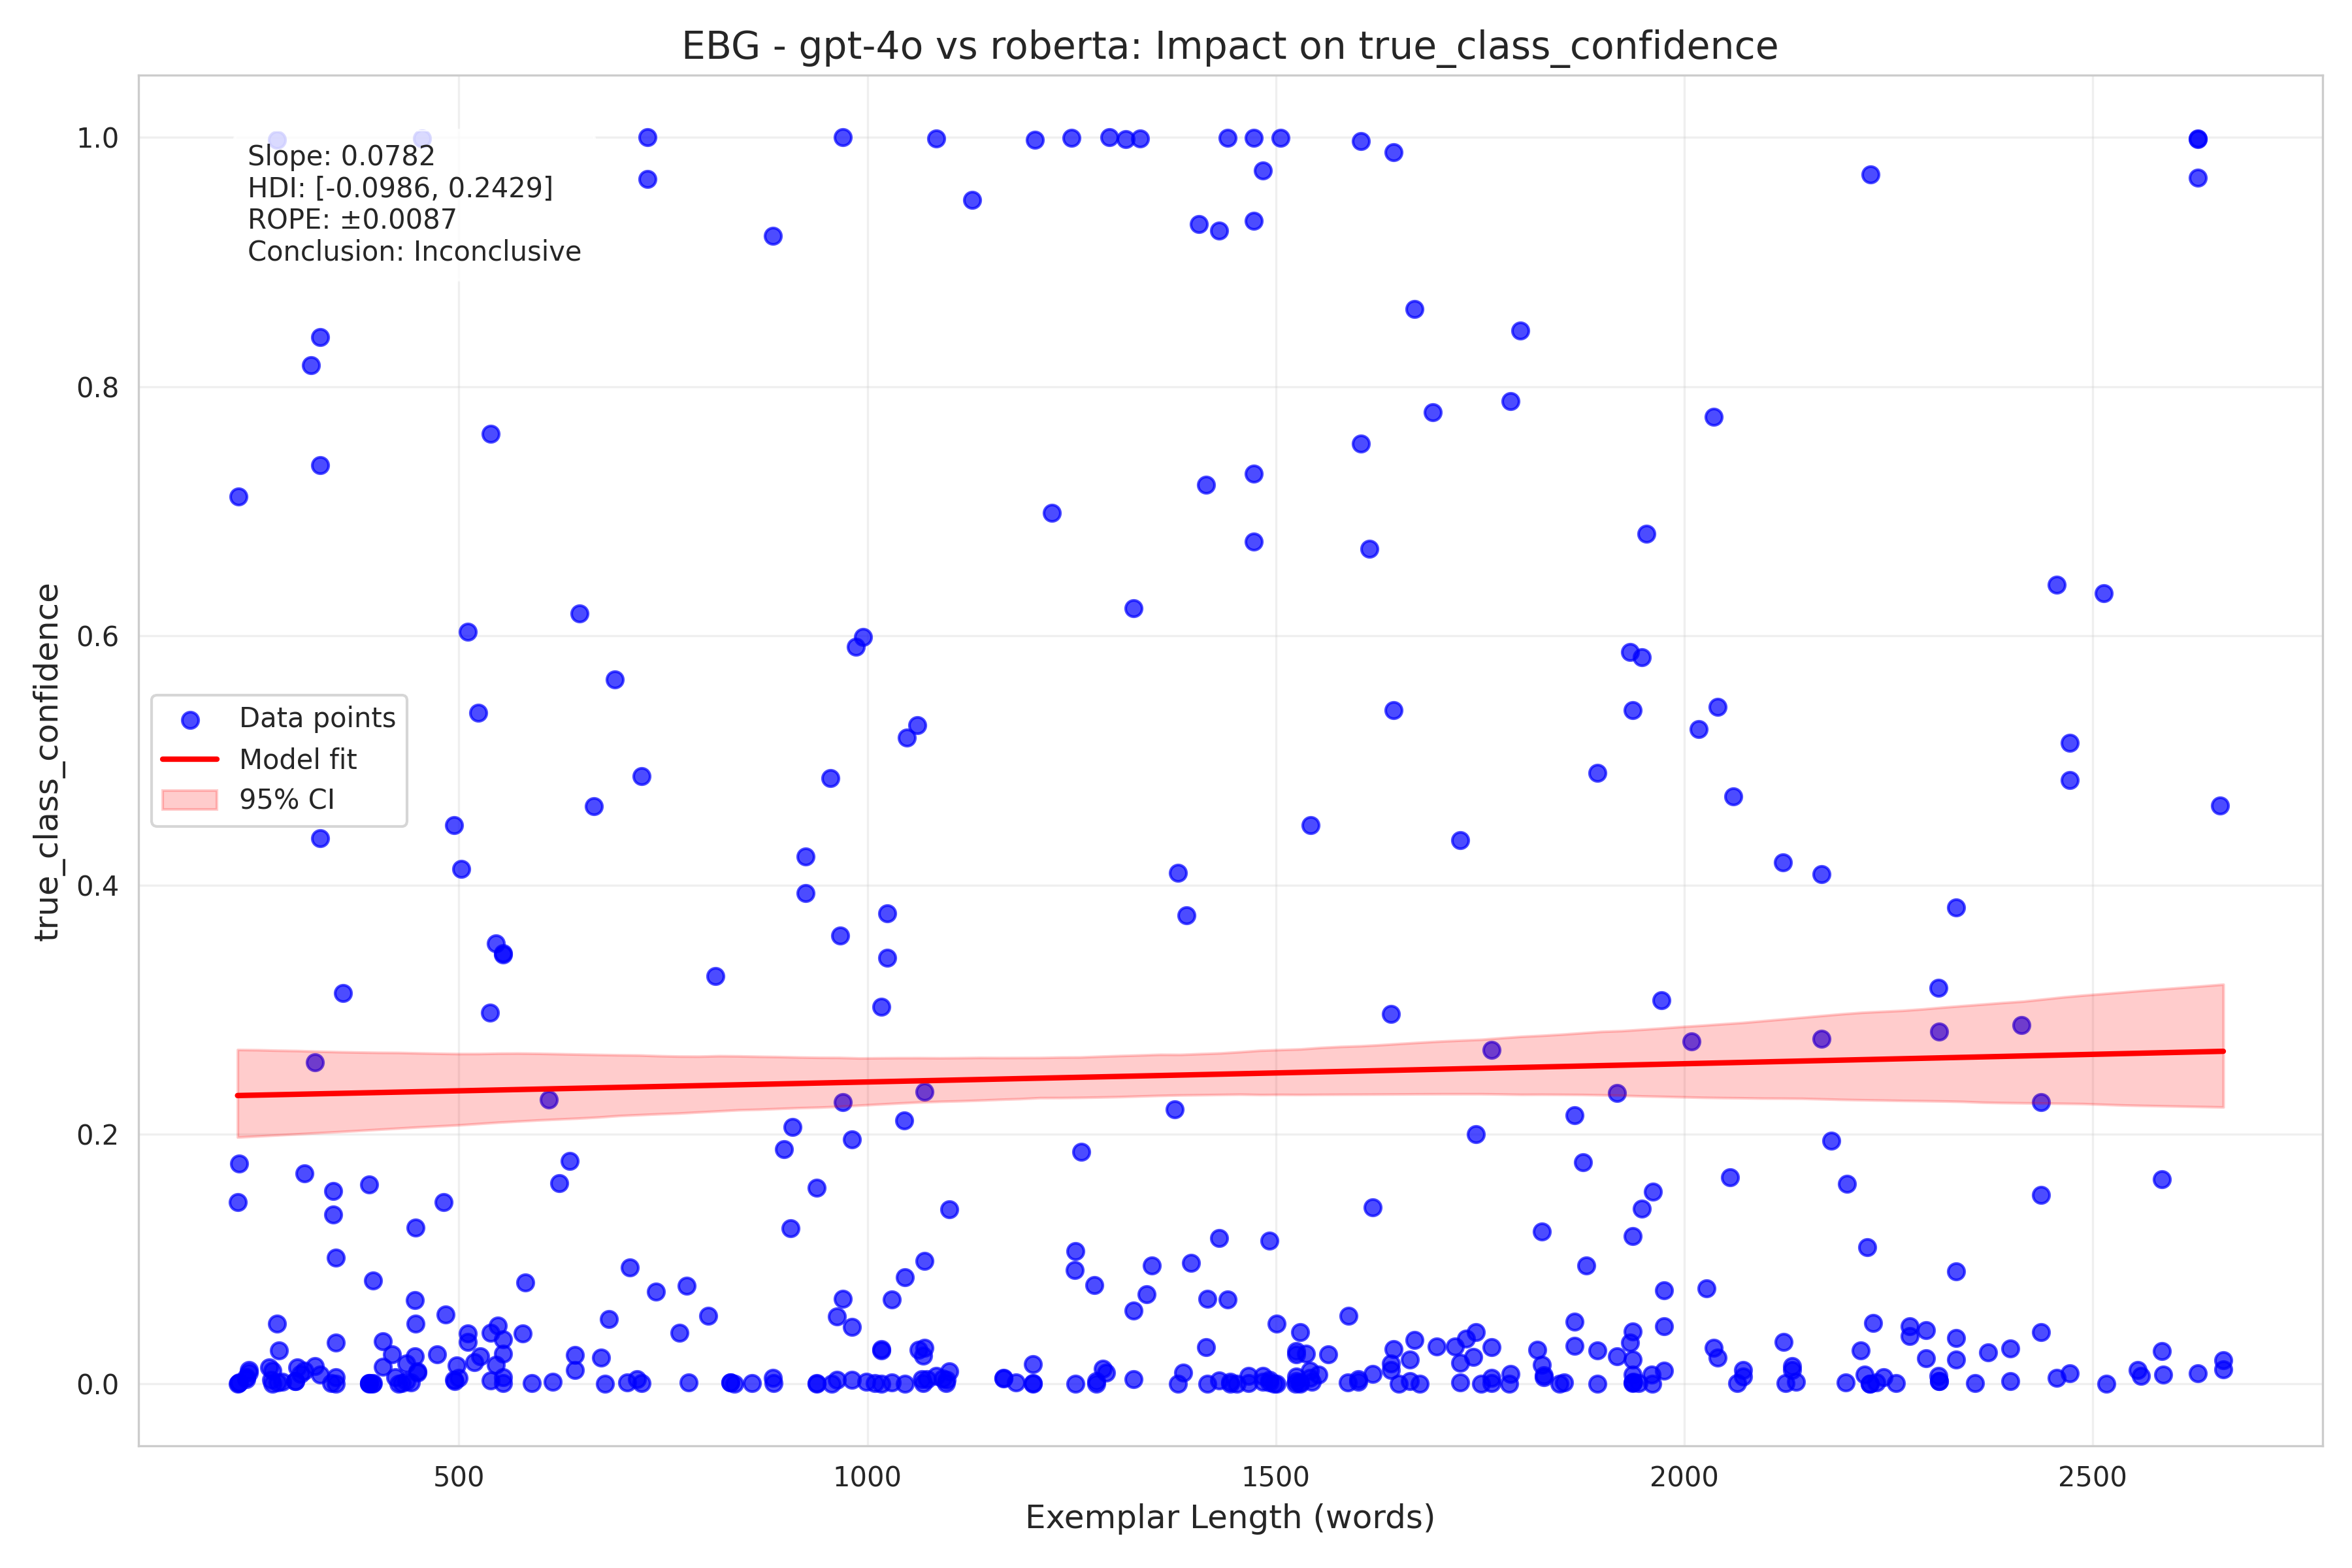 EBG - gpt-4o vs roberta: Impact on true_class_confidence
Slope: 0.0782
HDI: [-0.0986, 0.2429]
ROPE: ±0.0087
Conclusion: Inconclusive
Data points
Model fit
95% CI
true_class_confidence
1.0
0.8
0.6
0.4
0.2
0.0
500
1000
1500
2000
2500
Exemplar Length (words)